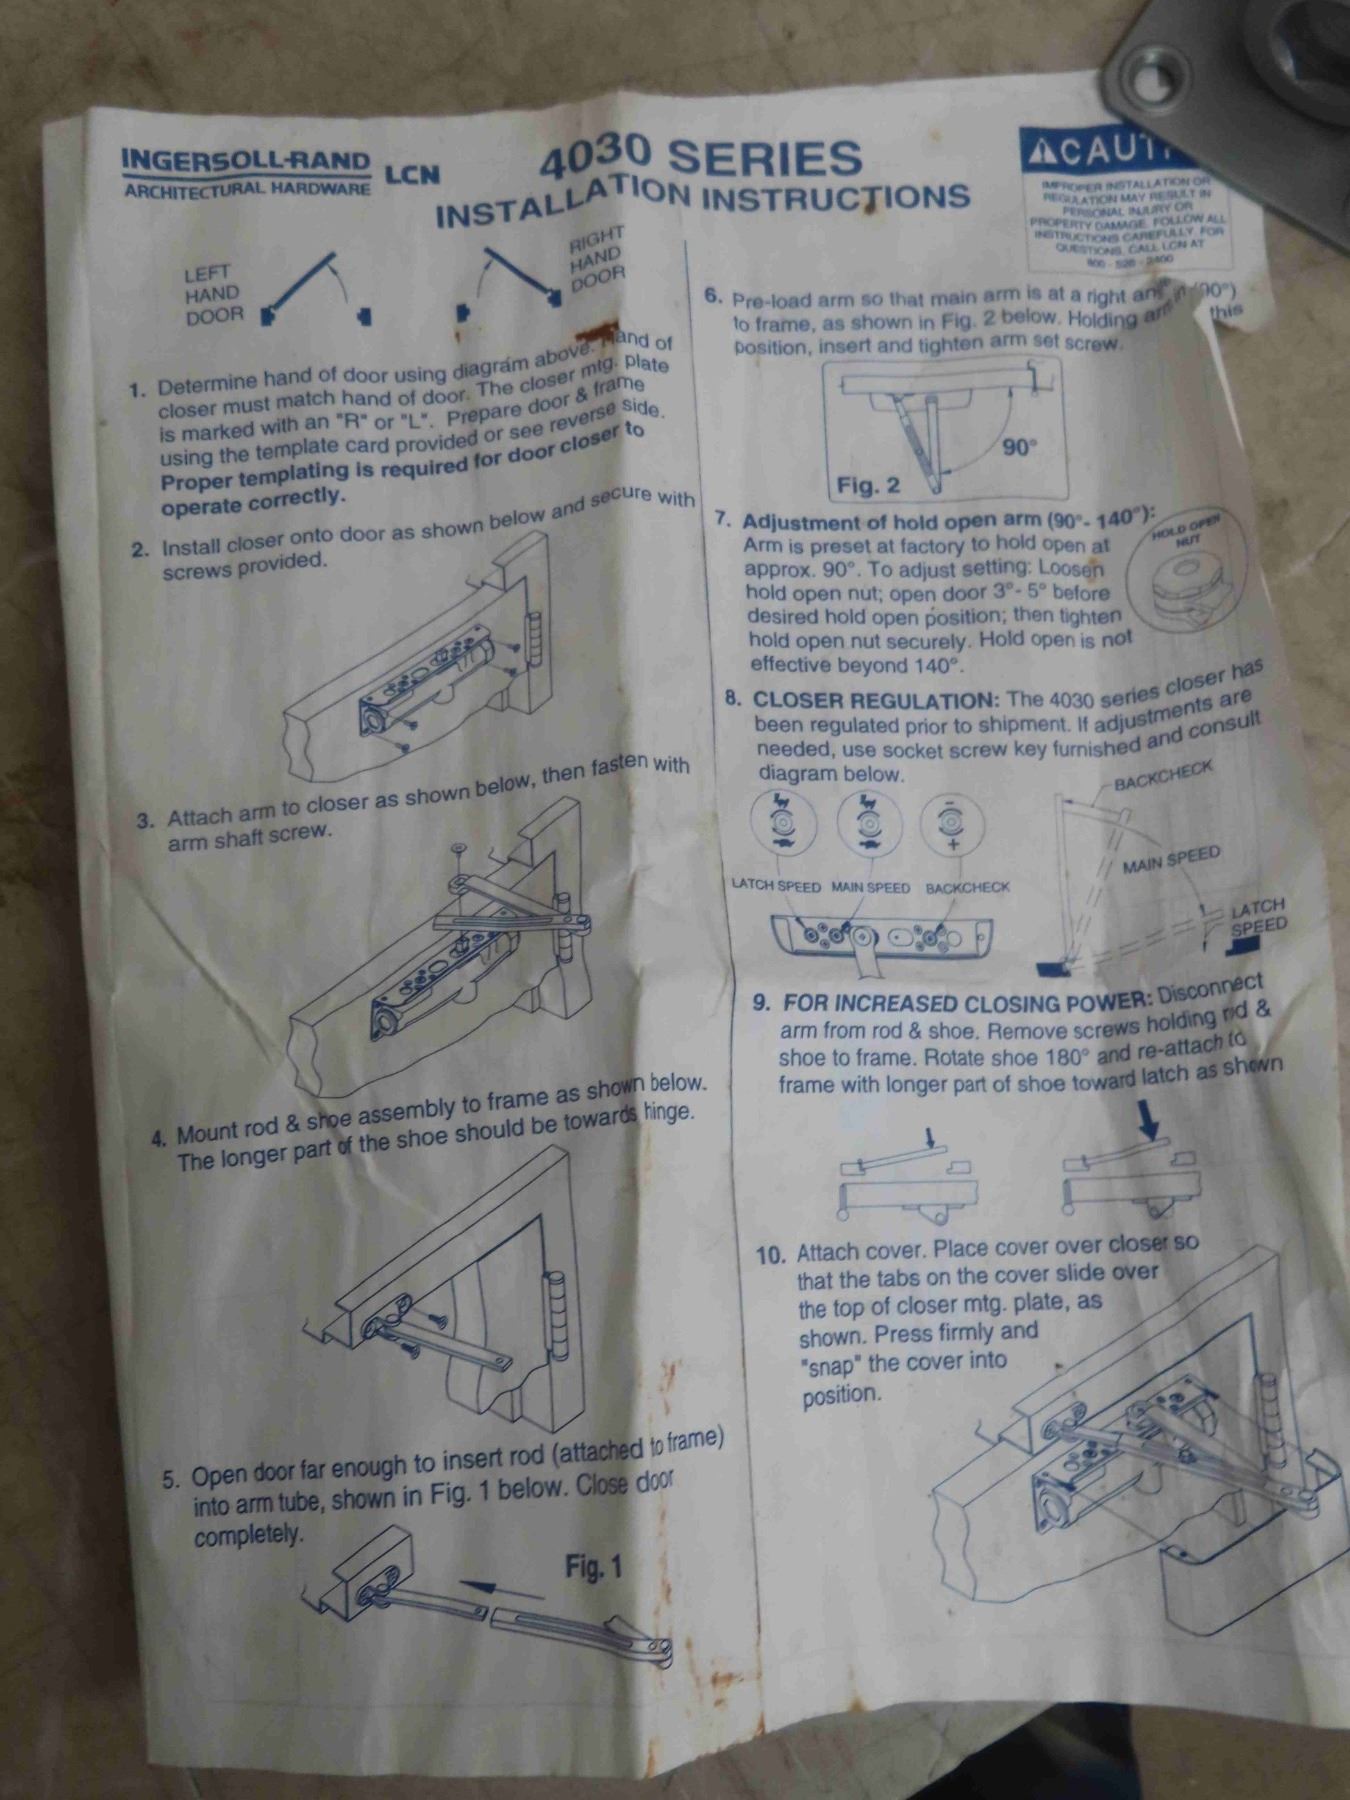 INGERSOLL-RAND
ARCHITECTURAL HARDWARE
LCN
4030 SERIES
INSTALLATION INSTRUCTIONS
CAUTI
IMPROPER INSTALLATION OR
REGULATION MAY RESULT IN
PERSONAL INJURY OR
PROPERTY DAMAGE. FOLLOW ALL
INSTRUCTIONS CAREFULLY. FOR
QUESTIONS, CALL LCN AT
LEFT
HAND
DOOR
RIGHT
HAND
DOOR
1. Determine hand of door using diagram above. Hand of
closer must match hand of door. The closer mtg. plate
is marked with an "R" or "L". Prepare door & frame
using the template card provided or see reverse side.
Proper templating is required for door closer to
operate correctly.
2. Install closer onto door as shown below and secure with
screws provided.
3. Attach arm to closer as shown below, then fasten with
arm shaft screw.
4. Mount rod & shoe assembly to frame as shown below.
The longer part of the shoe should be towards hinge.
5. Open door far enough to insert rod (attached to frame)
into arm tube, shown in Fig. 1 below. Close door
completely.
Fig. 1
6. Pre-load arm so that main arm is at a right (90°)
to frame, as shown in Fig. 2 below. Holding this
position, insert and tighten arm set screw.
90°
Fig. 2
7. Adjustment of hold open arm (90°- 140°):
Arm is preset at factory to hold open at
approx. 90°. To adjust setting: Loosen
hold open nut; open door 3°- 5° before
desired hold open position; then tighten
hold open nut securely. Hold open is not
effective beyond 140°.
HOLD OPEN
NUT
8. CLOSER REGULATION: The 4030 series closer has
been regulated prior to shipment. If adjustments are
needed, use socket screw key furnished and consult
diagram below.
-
+
LATCH SPEED MAIN SPEED BACKCHECK
BACKCHECK
MAIN SPEED
LATCH
SPEED
9. FOR INCREASED CLOSING POWER: Disconnect
arm from rod & shoe. Remove screws holding rod &
shoe to frame. Rotate shoe 180° and re-attach to
frame with longer part of shoe toward latch as shown
10. Attach cover. Place cover over closer so
that the tabs on the cover slide over
the top of closer mtg. plate, as
shown. Press firmly and
"snap" the cover into
position.